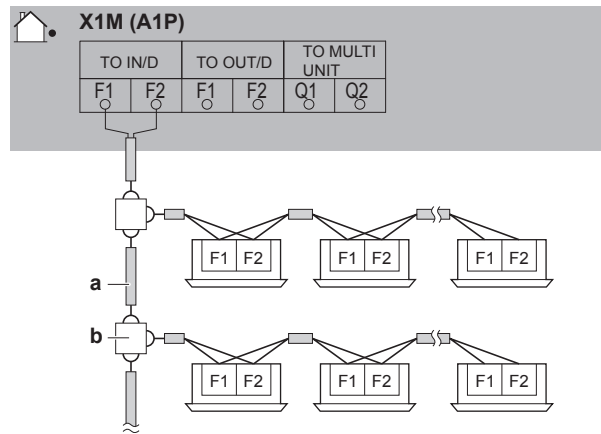 X1M (A1P)
TO IN/D TO OUT/D TO MULTI UNIT
F1 F2 F1 F2 Q1 Q2
F1 F2 F1 F2 F1 F2
a
b
F1 F2 F1 F2 F1 F2